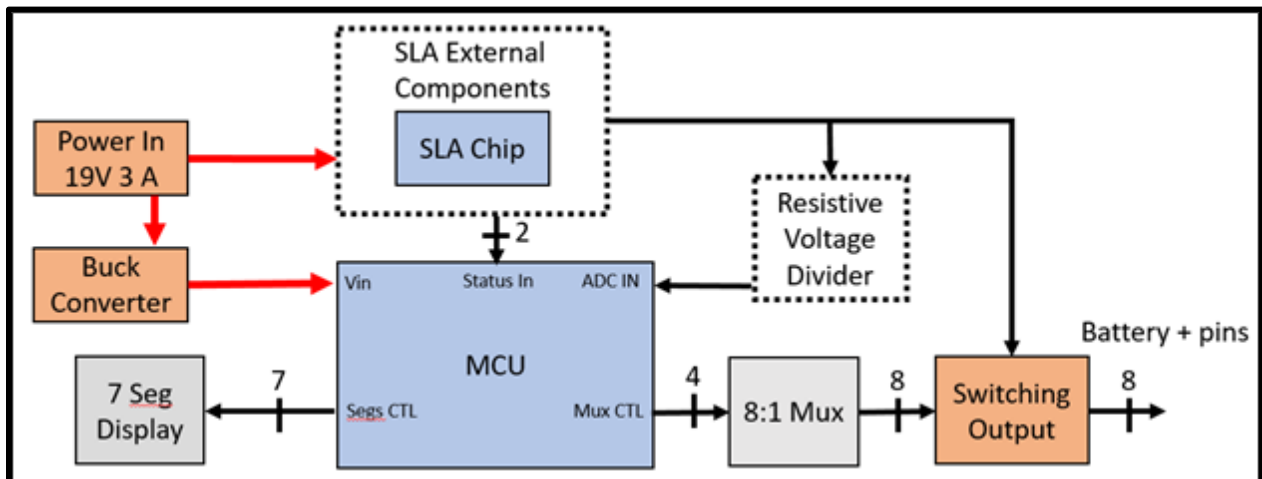 SLA External
Components
SLA Chip
Power In
19V 3 A
Resistive
Voltage
Divider
2
Buck
Converter
Vin
Status In
ADC IN
MCU
Segs CTL
Mux CTL
7 Seg
Display
7
4
8:1 Mux
8
Switching
Output
Battery + pins
8